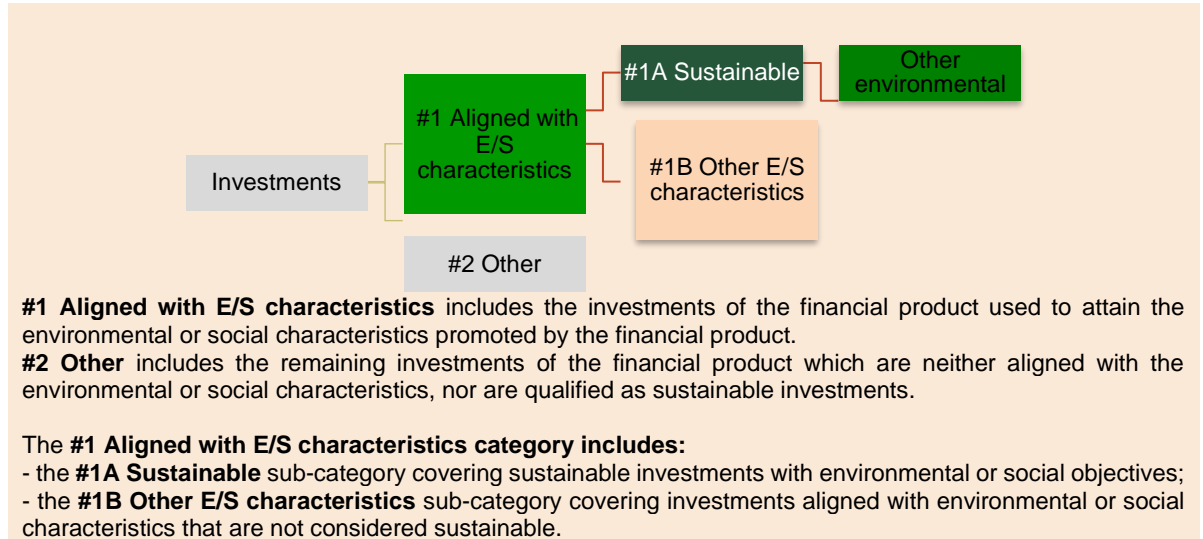 #1A Sustainable
Other
environmental
#1 Aligned with
E/S
characteristics
#1B Other E/S
characteristics
Investments
#2 Other
#1 Aligned with E/S characteristics includes the investments of the financial product used to attain the
environmental or social characteristics promoted by the financial product.
#2 Other includes the remaining investments of the financial product which are neither aligned with the
environmental or social characteristics, nor are qualified as sustainable investments.
The #1 Aligned with E/S characteristics category includes:
- the #1A Sustainable sub-category covering sustainable investments with environmental or social objectives;
- the #1B Other E/S characteristics sub-category covering investments aligned with environmental or social
characteristics that are not considered sustainable.